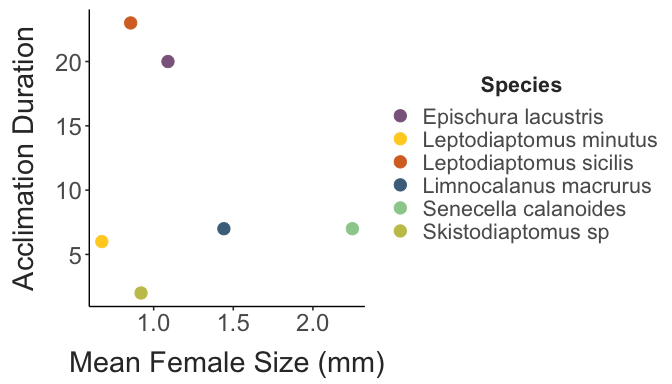 Acclimation Duration
20
15
10
5
1.0 1.5 2.0
Mean Female Size (mm)
Species
Epischura lacustris
Leptodiaptomus minutus
Leptodiaptomus sicilis
Limnocalanus macrurus
Senecella calanoides
Skistodiaptomus sp